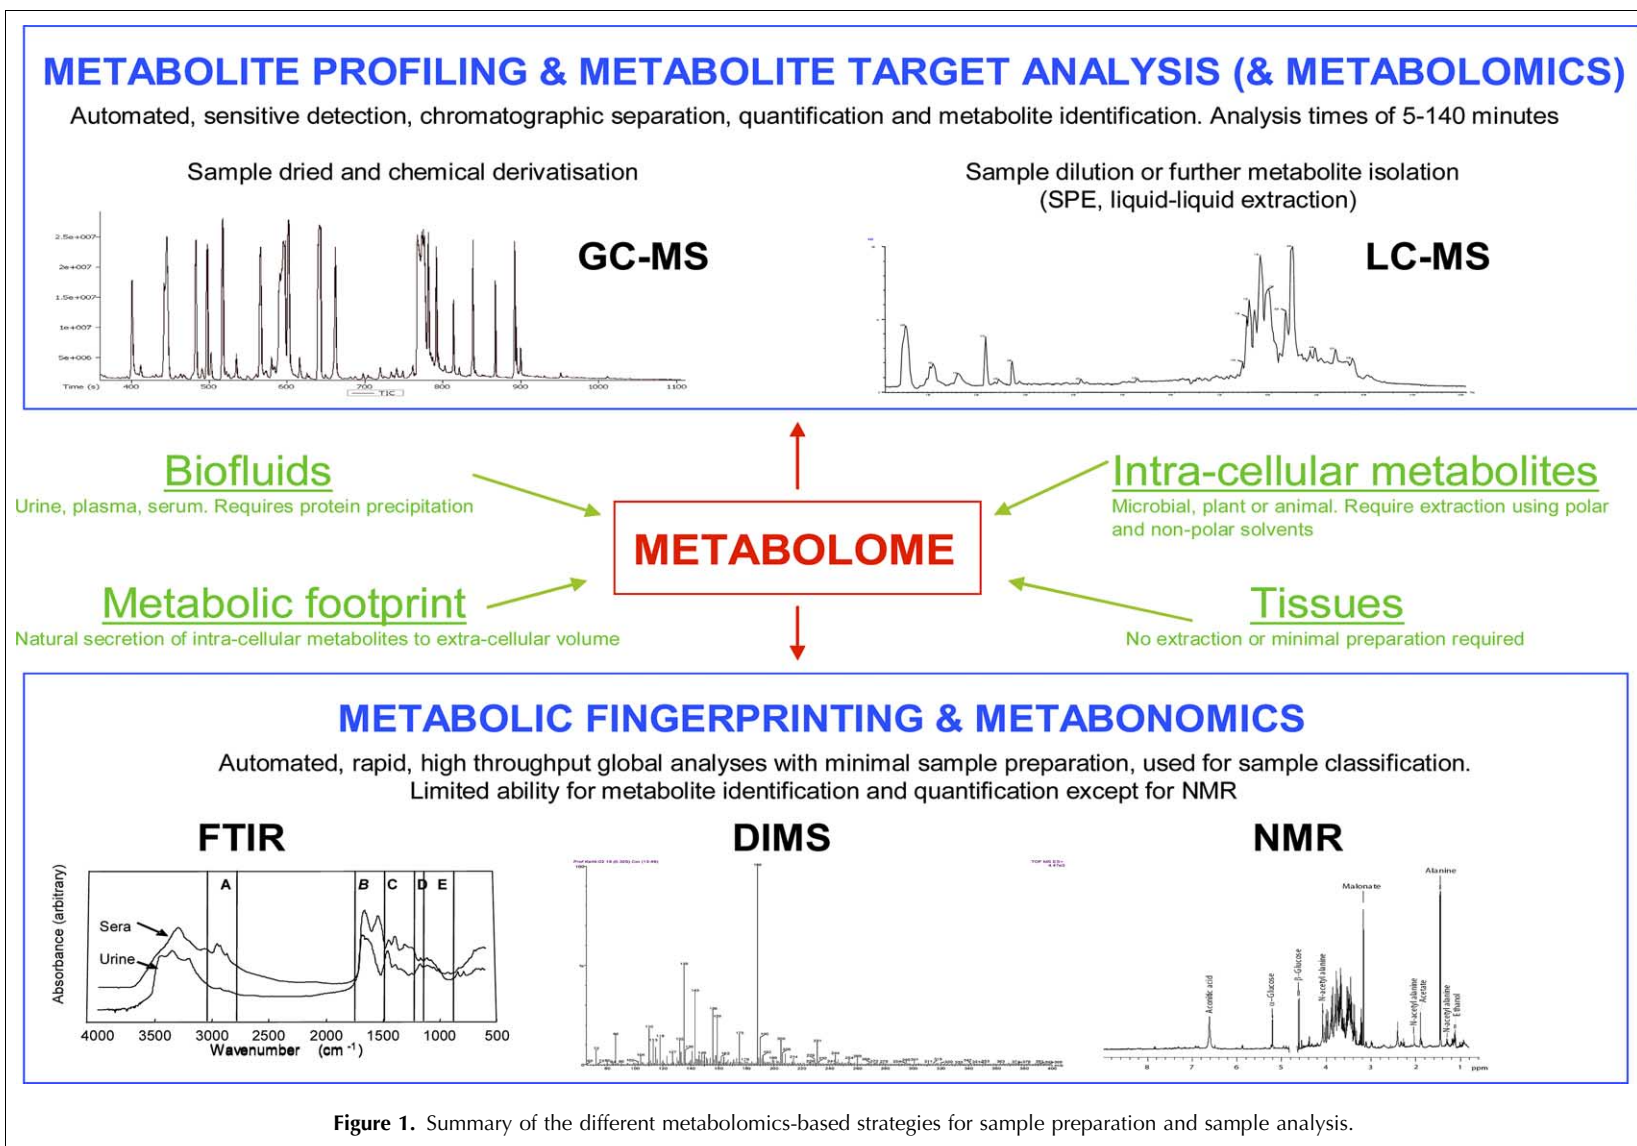 METABOLITE PROFILING & METABOLITE TARGET ANALYSIS (& METABOLOMICS)
Automated, sensitive detection, chromatographic separation, quantification and metabolite identification. Analysis times of 5-140 minutes
Sample dried and chemical derivatisation
GC-MS
2.5e+007
2e+007
1.5e+007
1e+007
5e+006
Time (s) 400 500 600 700 800 900 1000 1100
TIC
Sample dilution or further metabolite isolation
(SPE, liquid-liquid extraction)
LC-MS
Biofluids
Urine, plasma, serum. Requires protein precipitation
Intra-cellular metabolites
Microbial, plant or animal. Require extraction using polar
and non-polar solvents
METABOLOME
Metabolic footprint
Natural secretion of intra-cellular metabolites to extra-cellular volume
Tissues
No extraction or minimal preparation required
METABOLIC FINGERPRINTING & METABONOMICS
Automated, rapid, high throughput global analyses with minimal sample preparation, used for sample classification.
Limited ability for metabolite identification and quantification except for NMR
FTIR
Absorbance (arbitrary)
A B C D E
Sera
Urine
4000 3500 3000 2500 2000 1500 1000 500
Wavenumber (cm⁻¹)
DIMS
NMR
Aconitic acid
α-Glucose
β-Glucose
N-acetyl alanine
Malonate
N-acetyl alanine
Acetate
Alanine
N-acetyl alanine
Ethanol
8 7 6 5 4 3 2 1 ppm
Figure 1. Summary of the different metabolomics-based strategies for sample preparation and sample analysis.